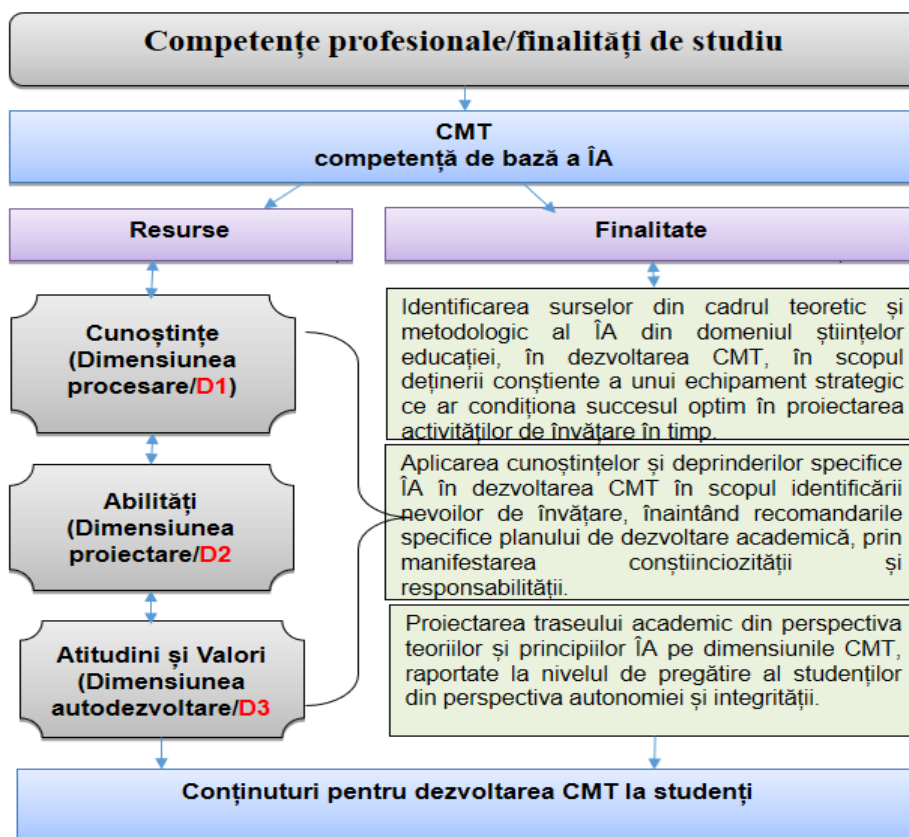 Competențe profesionale/finalități de studiu
CMT
competență de bază a ÎA
Resurse
Finalitate
Cunoștințe
(Dimensiunea
procesare/D1)
Abilități
(Dimensiunea
proiectare/D2
Atitudini și Valori
(Dimensiunea
autodezvoltare/D3
Identificarea surselor din cadrul teoretic și
metodologic al ÎA din domeniul științelor
educației, în dezvoltarea CMT, în scopul
deținerii conștiente a unui echipament strategic
ce ar condiționa succesul optim în proiectarea
activităților de învățare în timp.
Aplicarea cunoștințelor și deprinderilor specifice
ÎA în dezvoltarea CMT în scopul identificării
nevoilor de învățare, înaintând recomandările
specifice planului de dezvoltare academică, prin
manifestarea conștiinciozității și
responsabilității.
Proiectarea traseului academic din perspectiva
teoriilor și principiilor ÎA pe dimensiunile CMT,
raportate la nivelul de pregătire al studenților
din perspectiva autonomiei și integrității.
Conținuturi pentru dezvoltarea CMT la studenți